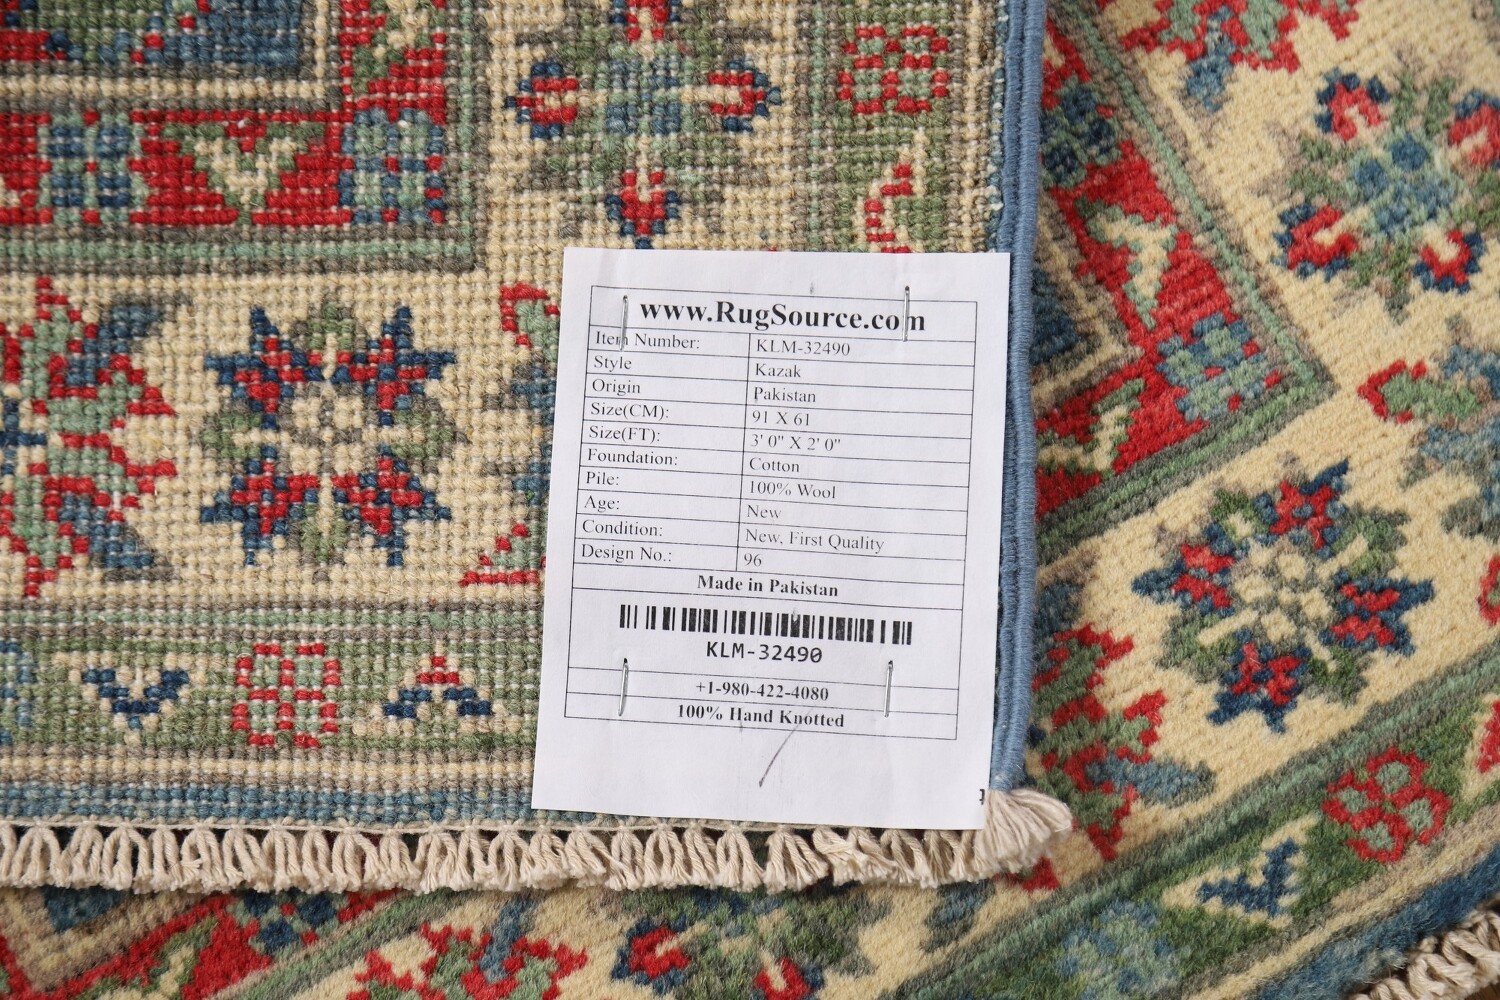 www.RugSource.com
Item Number: KLM-32490
Style Kazak
Origin Pakistan
Size(CM): 91 X 61
Size(FT): 3' 0" X 2' 0"
Foundation: Cotton
Pile: 100% Wool
Age: New
Condition: New, First Quality
Design No.: 96
Made in Pakistan
KLM-32490
+1-980-422-4080
100% Hand Knotted